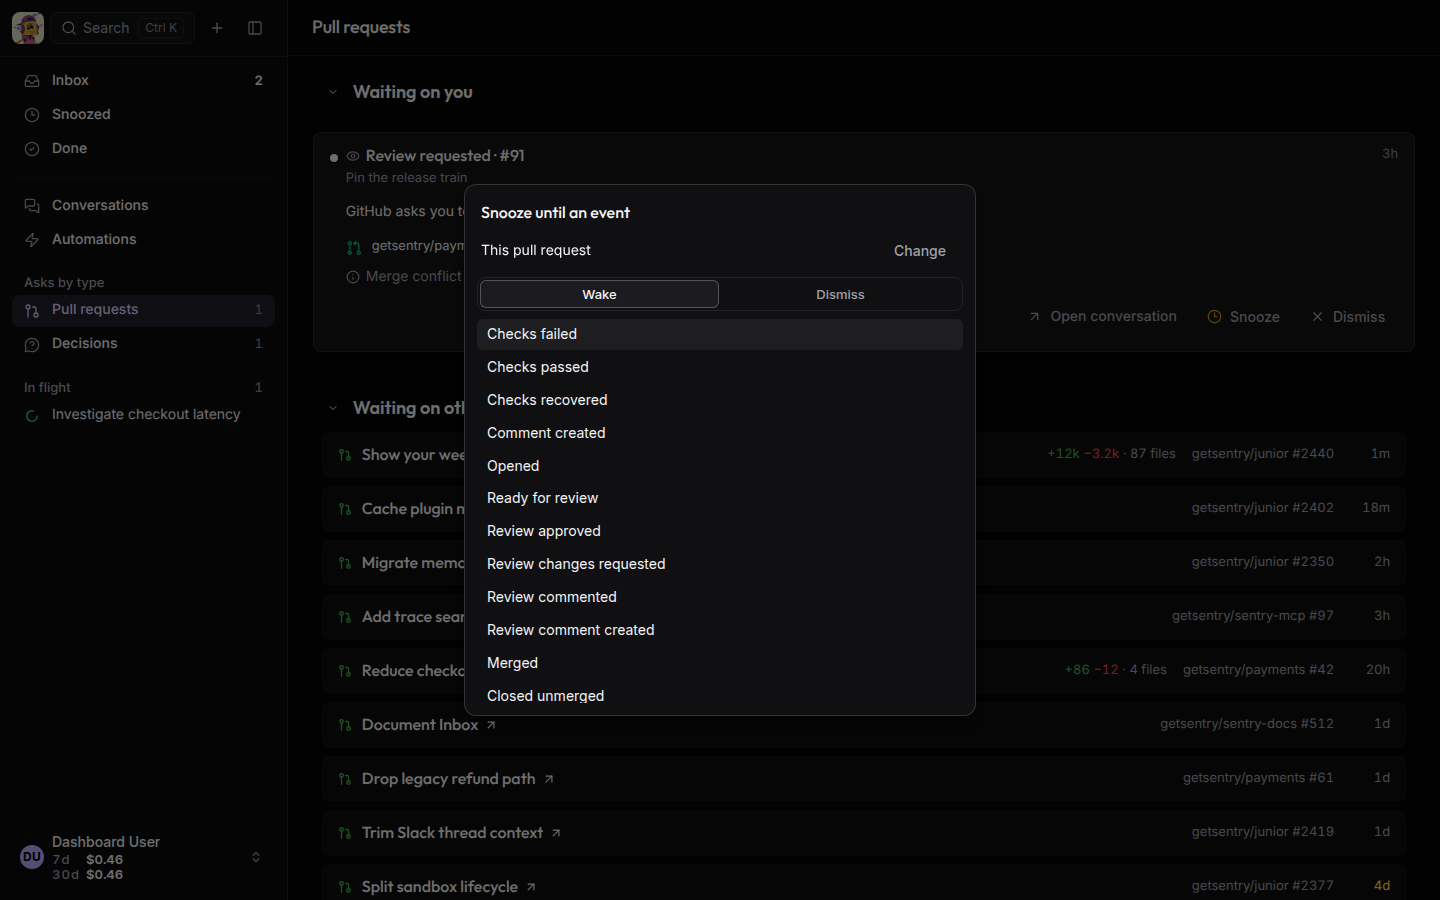 Search Ctrl K
Inbox 2
Snoozed
Done
Conversations
Automations
Asks by type
Pull requests 1
Decisions 1
In flight 1
Investigate checkout latency
Dashboard User
DU
7d $0.46
30d $0.46
Pull requests
Waiting on you
Review requested · #91 3h
Pin the release train
GitHub asks you
getsentry/paym
Merge conflict
Open conversation Snooze Dismiss
Snooze until an event
This pull request Change
Wake Dismiss
Checks failed
Checks passed
Checks recovered
Comment created
Opened
Ready for review
Review approved
Review changes requested
Review commented
Review comment created
Merged
Closed unmerged
Waiting on
Show your +12k −3.2k · 87 files getsentry/junior #2440 1m
Cache plugin getsentry/junior #2402 18m
Migrate getsentry/junior #2350 2h
Add trace getsentry/sentry-mcp #97 3h
Reduce +86 −12 · 4 files getsentry/payments #42 20h
Document Inbox getsentry/sentry-docs #512 1d
Drop legacy refund path getsentry/payments #61 1d
Trim Slack thread context getsentry/junior #2419 1d
Split sandbox lifecycle getsentry/junior #2377 4d